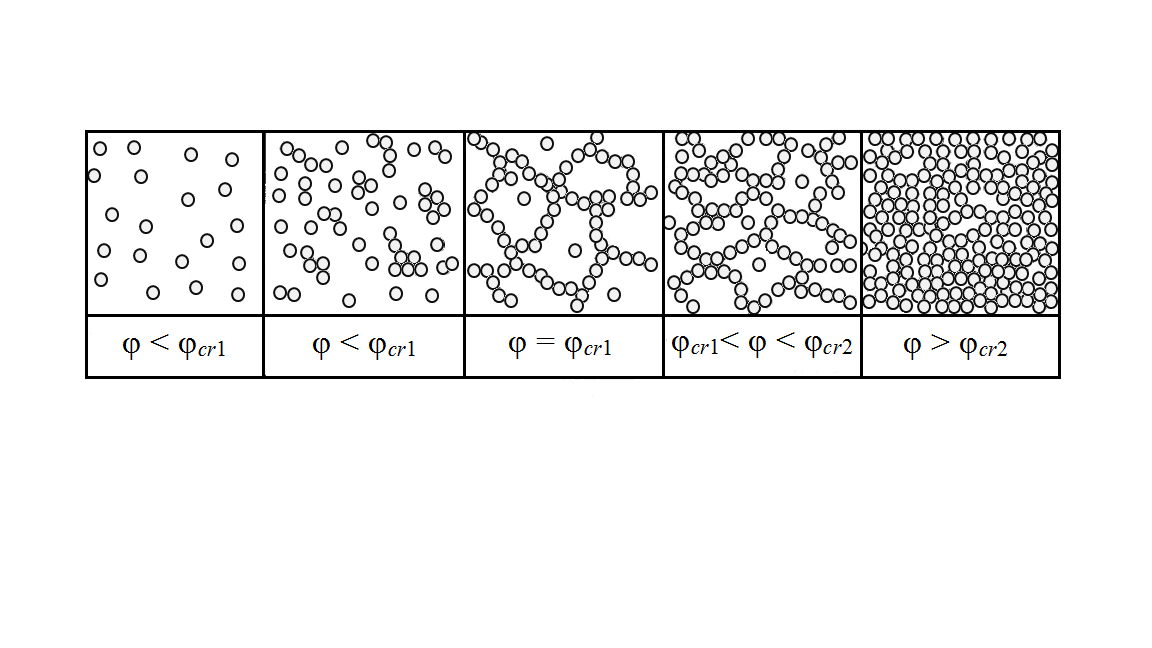 φ < φcr1
φ < φcr1
φ = φcr1
φcr1< φ < φcr2
φ > φcr2